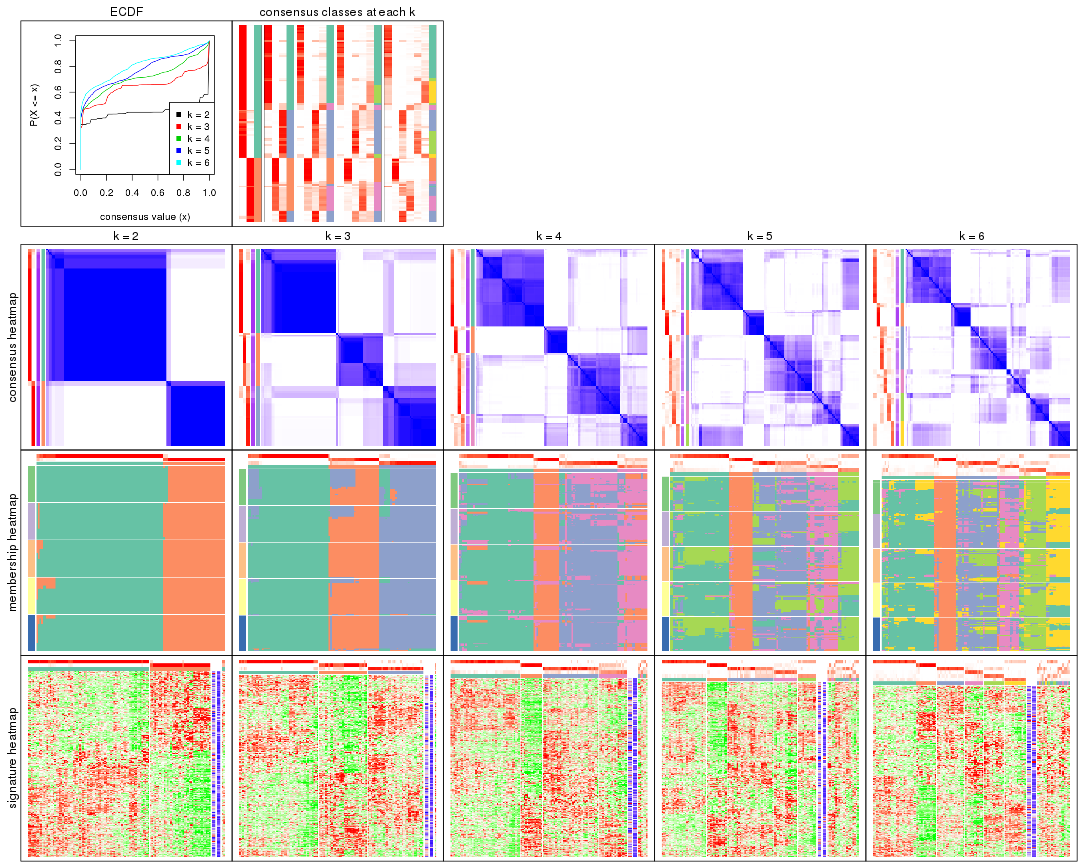 ECDF
consensus classes at each k
P(X <= x)
0.0 0.2 0.4 0.6 0.8 1.0
k = 2
k = 3
k = 4
k = 5
k = 6
0.0 0.2 0.4 0.6 0.8 1.0
consensus value (x)
k = 2 k = 3 k = 4 k = 5 k = 6
consensus heatmap
membership heatmap
signature heatmap